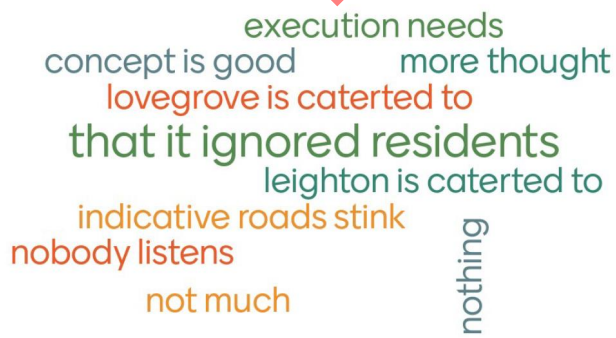 execution needs
concept is good
more thought
lovegrove is caterted to
that it ignored residents
leighton is caterted to
indicative roads stink
nobody listens
nothing
not much